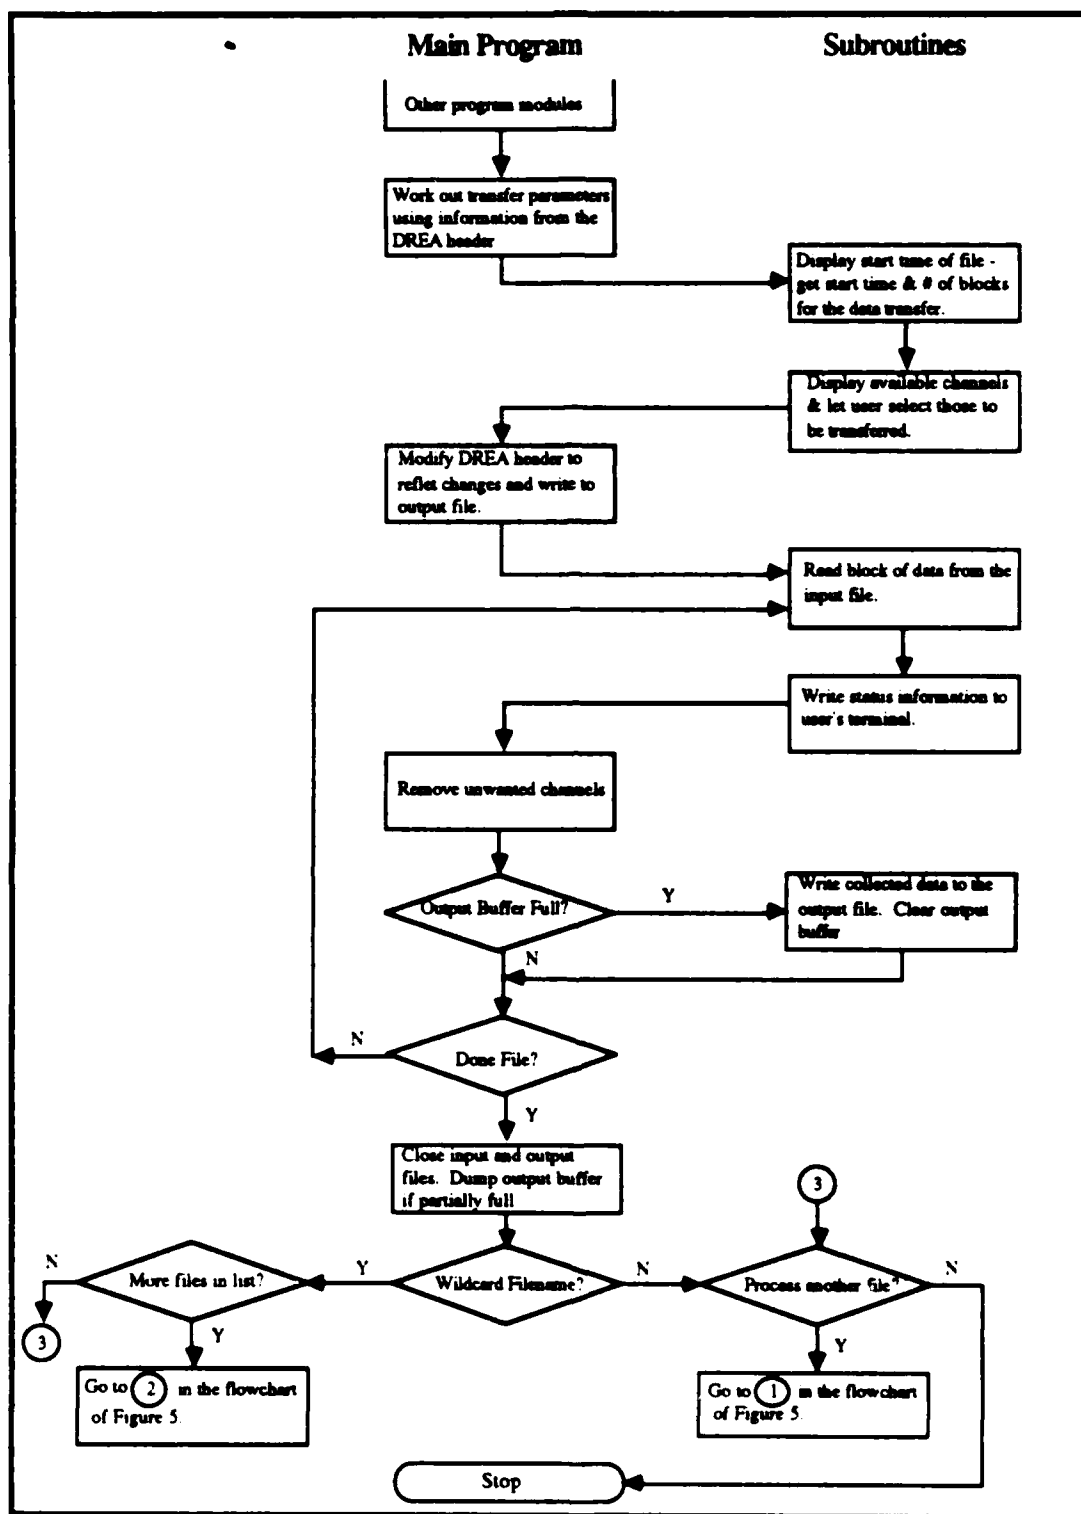 Main Program
Subroutines
Other program modules
Work out transfer parameters
using information from the
DREA header
Display start time of file -
get start time & # of blocks
for the data transfer.
Display available channels
& let user select those to
be transferred.
Modify DREA header to
reflet changes and write to
output file.
Read block of data from the
input file.
Write status information to
user's terminal.
Remove unwanted channels
Output Buffer Full?
Y
Write collected data to the
output file. Clear output
buffer
N
N
Done File?
Y
Close input and output
files. Dump output buffer
if partially full
3
N
More files in list?
Y
Wildcard Filename?
N
Process another file?
N
3
Y
Y
Go to 2 in the flowchart
of Figure 5.
Go to 1 in the flowchart
of Figure 5.
Stop